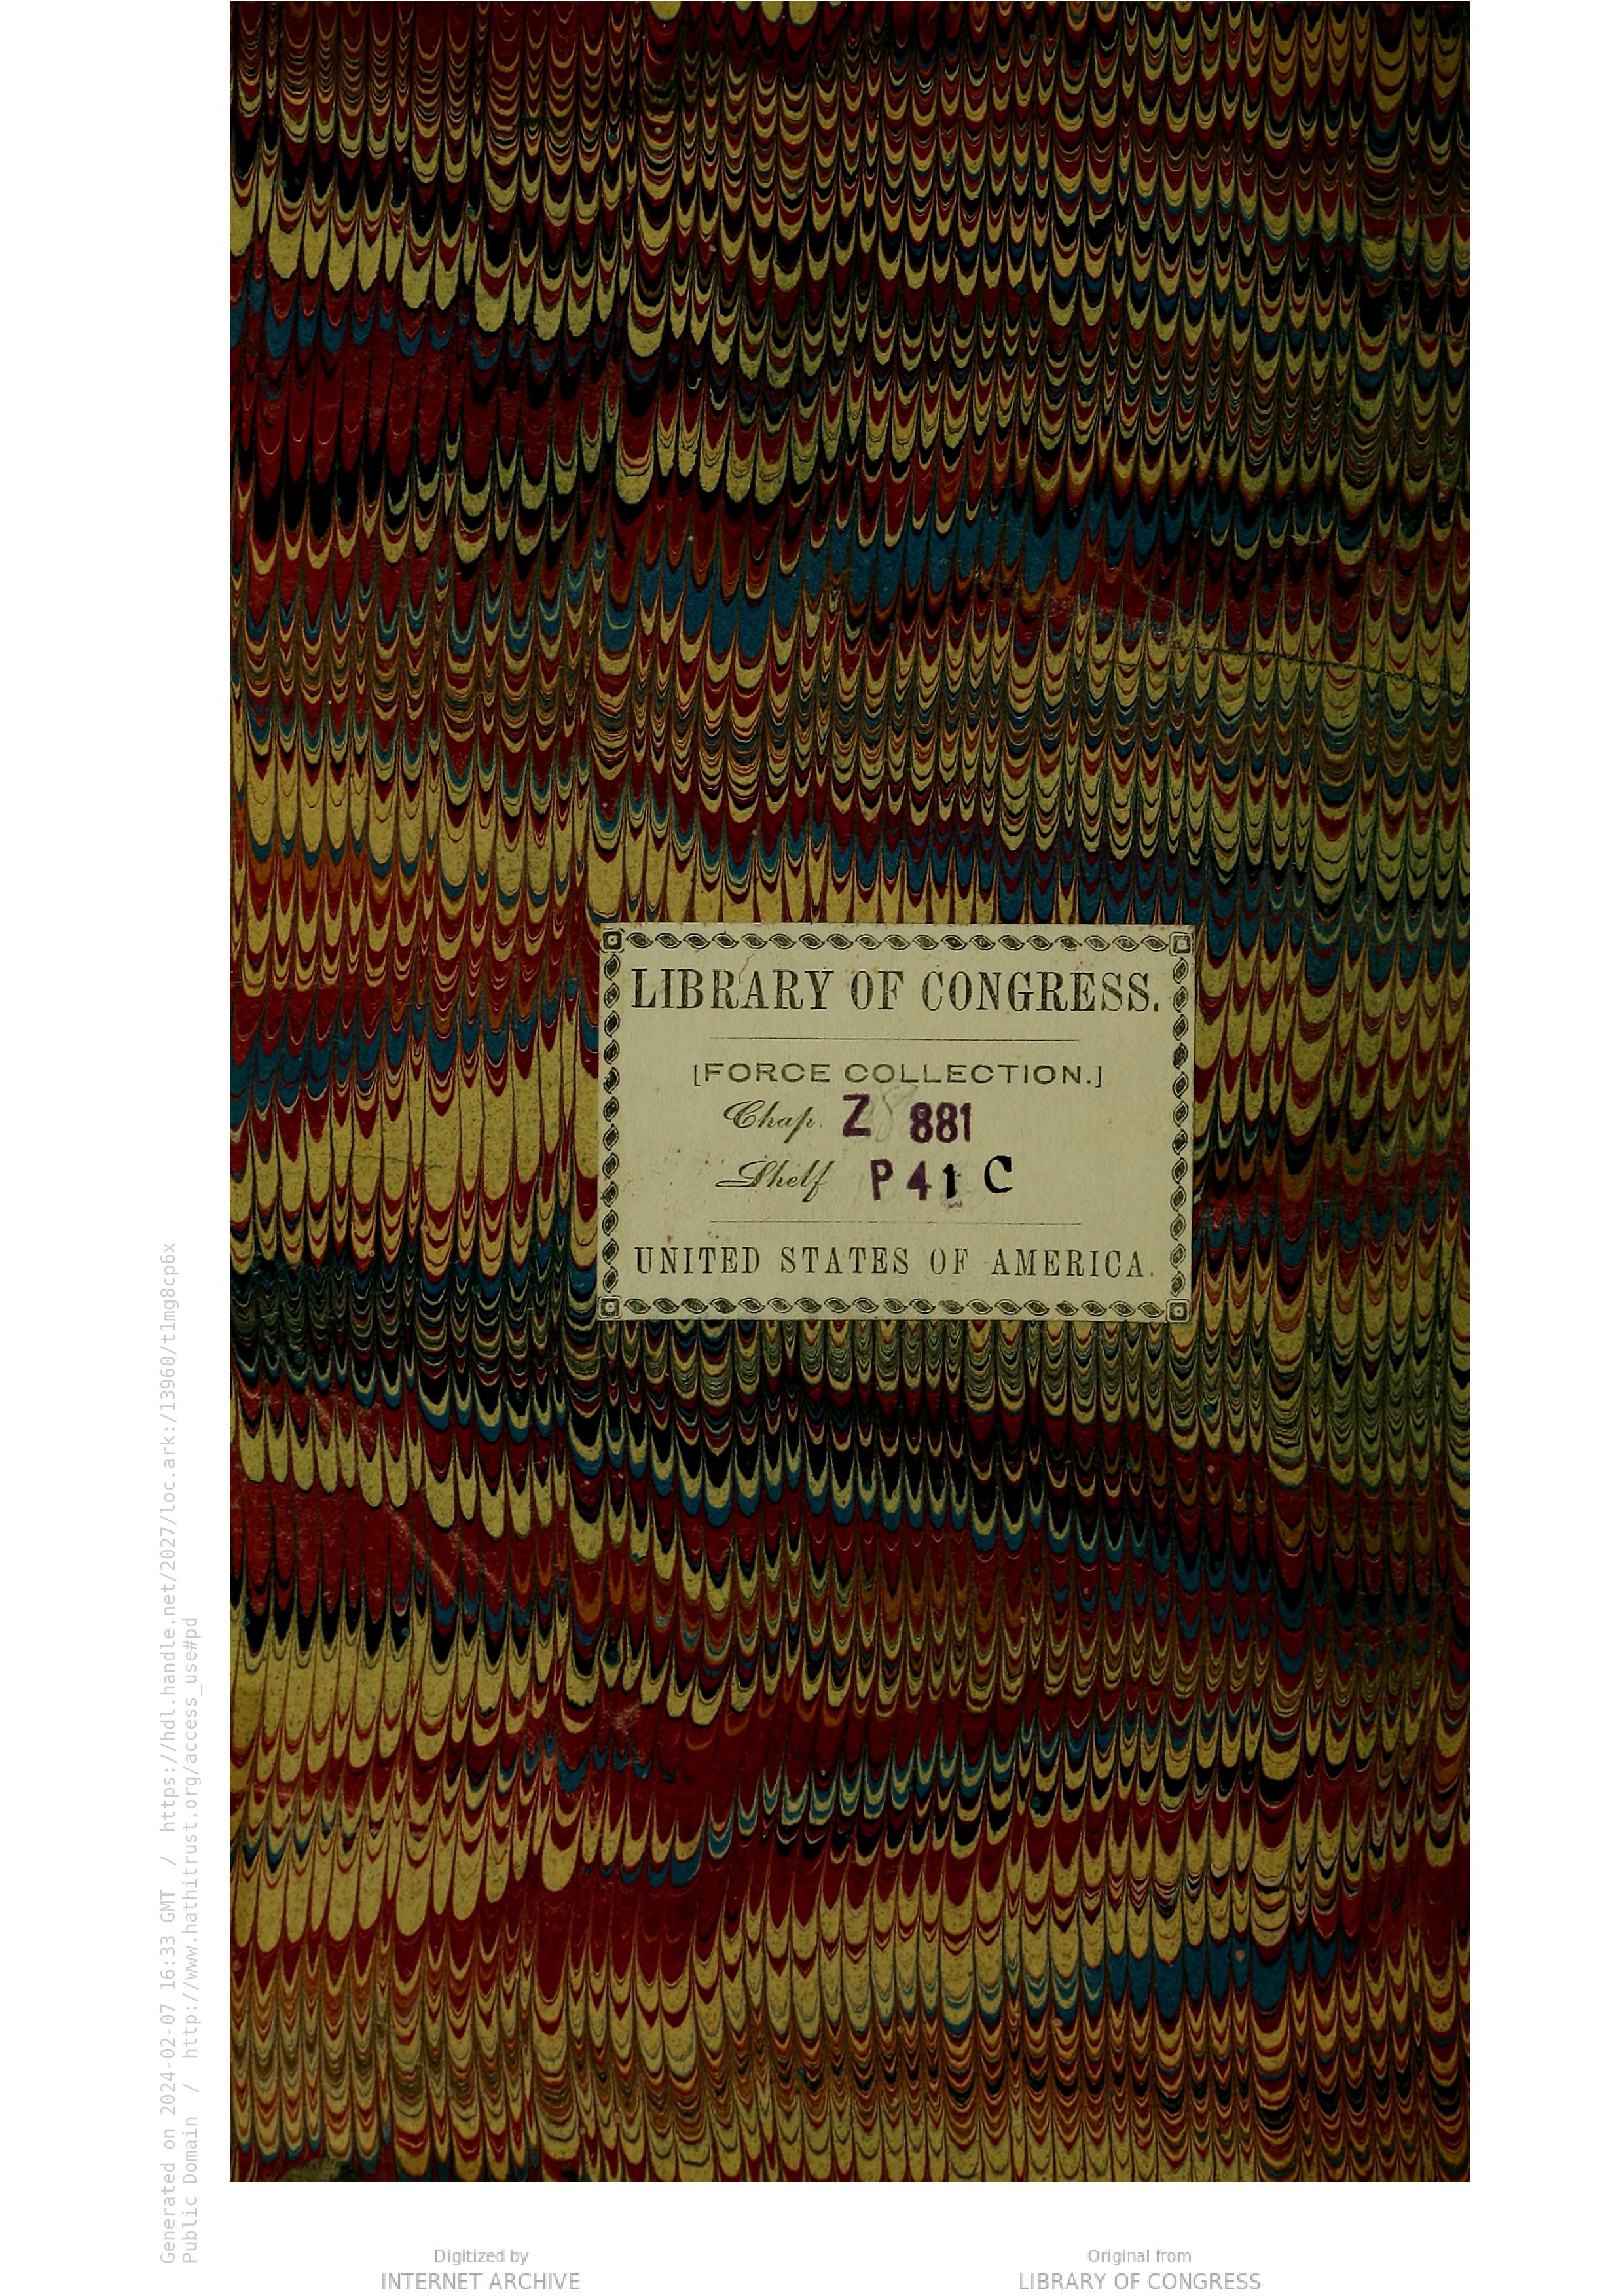 LIBRARY OF CONGRESS.
[FORCE COLLECTION.]
Chap. Z 881
Shelf P41 C
UNITED STATES OF AMERICA.
Generated on 2024-02-07 16:33 GMT / https://hdl.handle.net/2027/loc.ark:/13960/t1mg8cp6x
Public Domain / http://www.hathitrust.org/access_use#pd
Digitized by
INTERNET ARCHIVE
Original from
LIBRARY OF CONGRESS